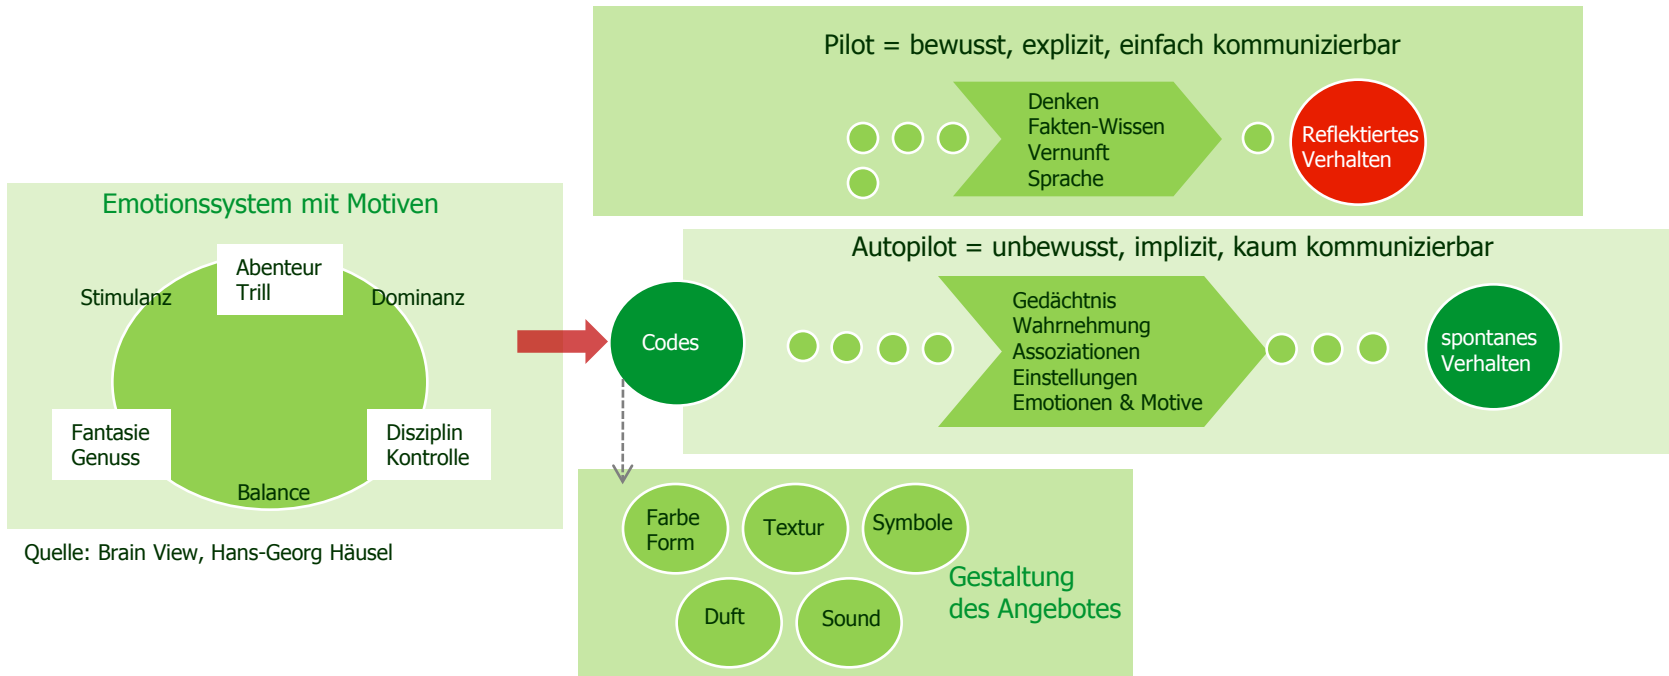 Pilot = bewusst, explizit, einfach kommunizierbar
Denken
Fakten-Wissen
Vernunft
Sprache
Reflektiertes
Verhalten
Emotionssystem mit Motiven
Abenteur
Trill
Stimulanz
Dominanz
Fantasie
Genuss
Disziplin
Kontrolle
Balance
Quelle: Brain View, Hans-Georg Häusel
Autopilot = unbewusst, implizit, kaum kommunizierbar
Codes
Gedächtnis
Wahrnehmung
Assoziationen
Einstellungen
Emotionen & Motive
spontanes
Verhalten
Farbe
Form
Textur
Symbole
Duft
Sound
Gestaltung
des Angebotes